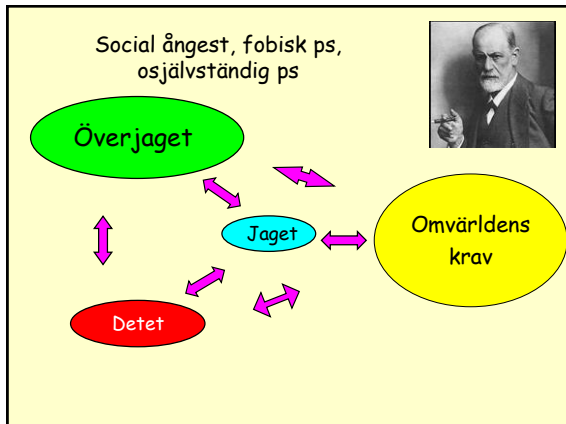 Social ångest, fobisk ps,
osjälvständig ps
Överjaget
Jaget
Omvärldens
krav
Detet